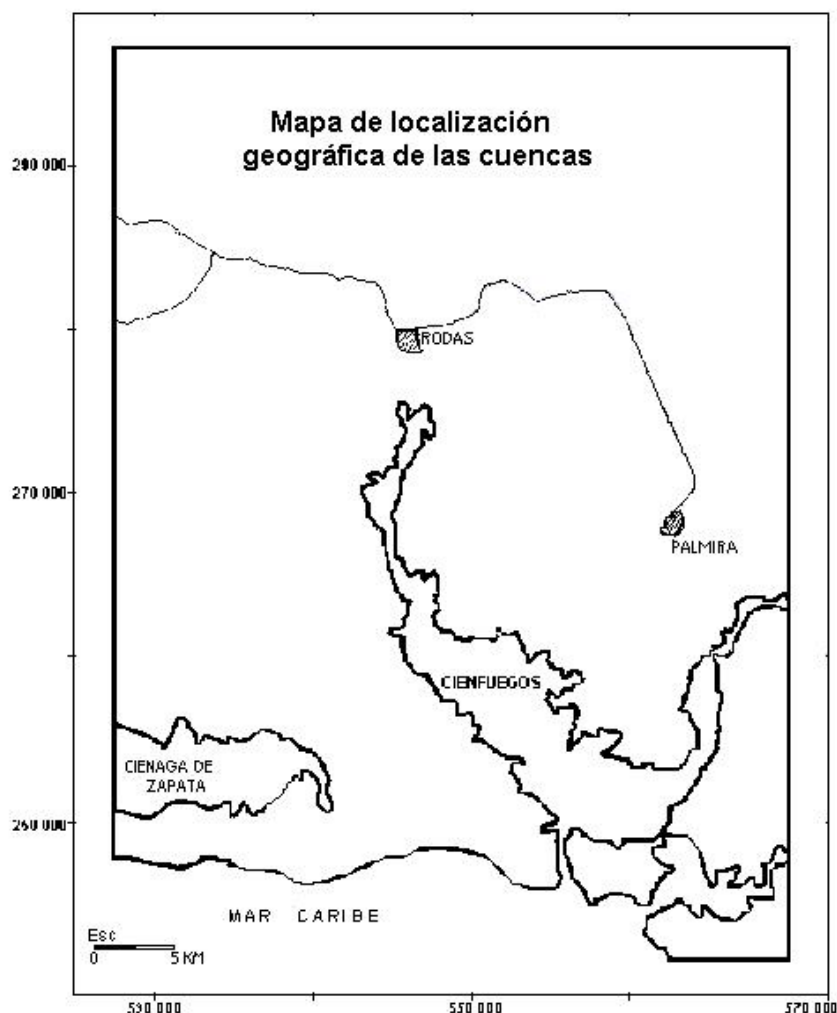 Mapa de localización
geográfica de las cuencas
290 000
RODAS
270 000
PALMIRA
CIENFUEGOS
CIENAGA DE
ZAPATA
260 000
MAR CARIBE
Esc
0 5 KM
530 000 550 000 570 000